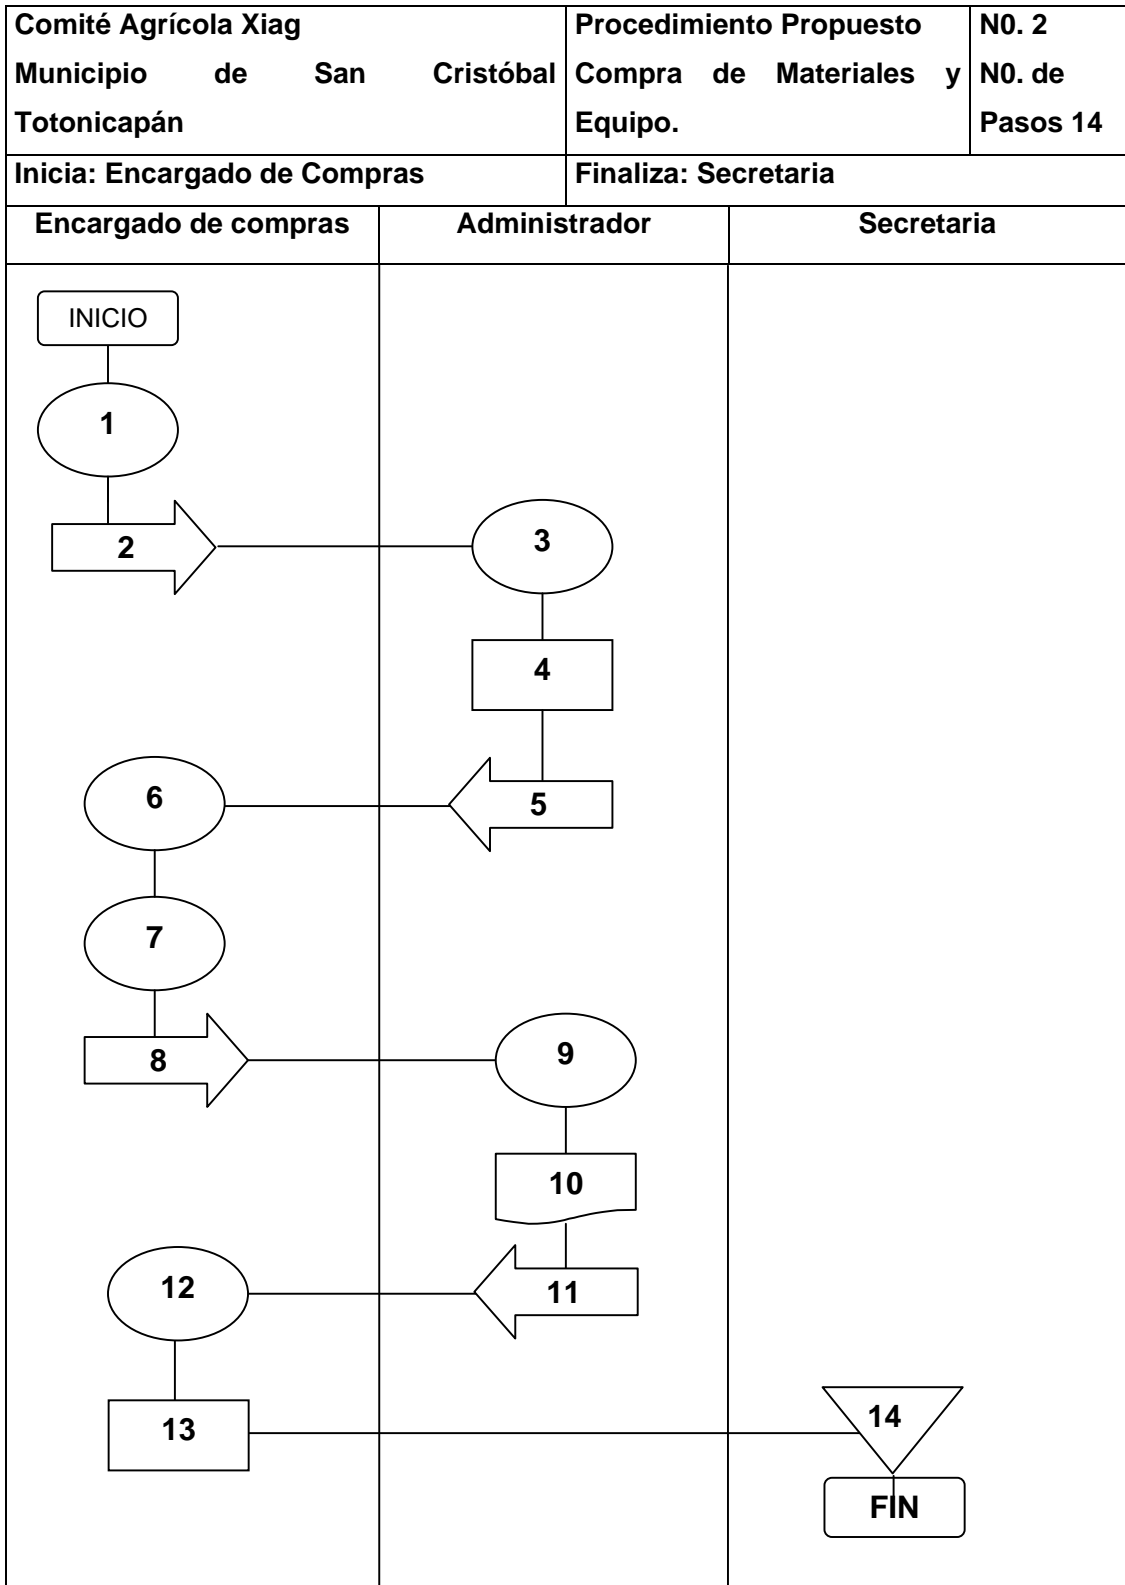 Comité Agrícola Xiag
Municipio de San Cristóbal
Totonicapán
Procedimiento Propuesto
Compra de Materiales y
Equipo.
N0. 2
N0. de
Pasos 14
Inicia: Encargado de Compras
Finaliza: Secretaria
Encargado de compras
Administrador
Secretaria
INICIO
1
2
3
4
5
6
7
8
9
10
11
12
13
14
FIN